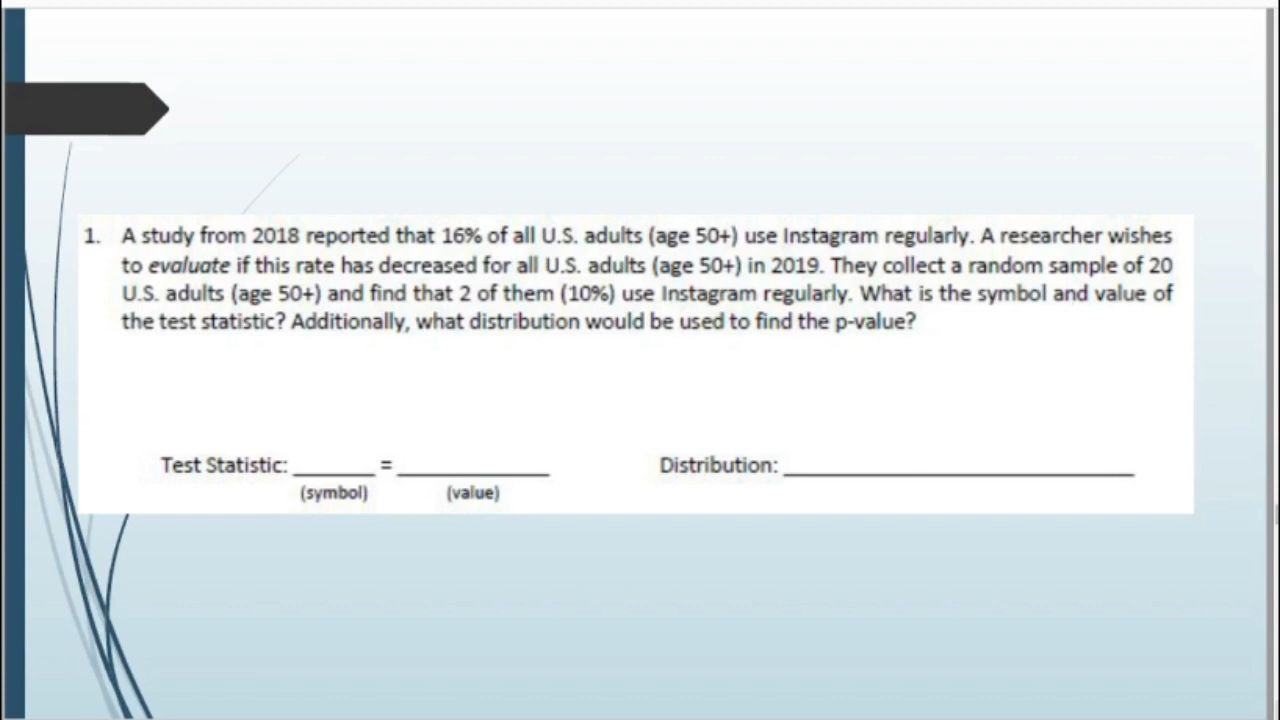 1. A study from 2018 reported that 16% of all U.S. adults (age 50+) use Instagram regularly. A researcher wishes
to evaluate if this rate has decreased for all U.S. adults (age 50+) in 2019. They collect a random sample of 20
U.S. adults (age 50+) and find that 2 of them (10%) use Instagram regularly. What is the symbol and value of
the test statistic? Additionally, what distribution would be used to find the p-value?
Test Statistic: _______ = _____________ Distribution: ______________________________
(symbol) (value)